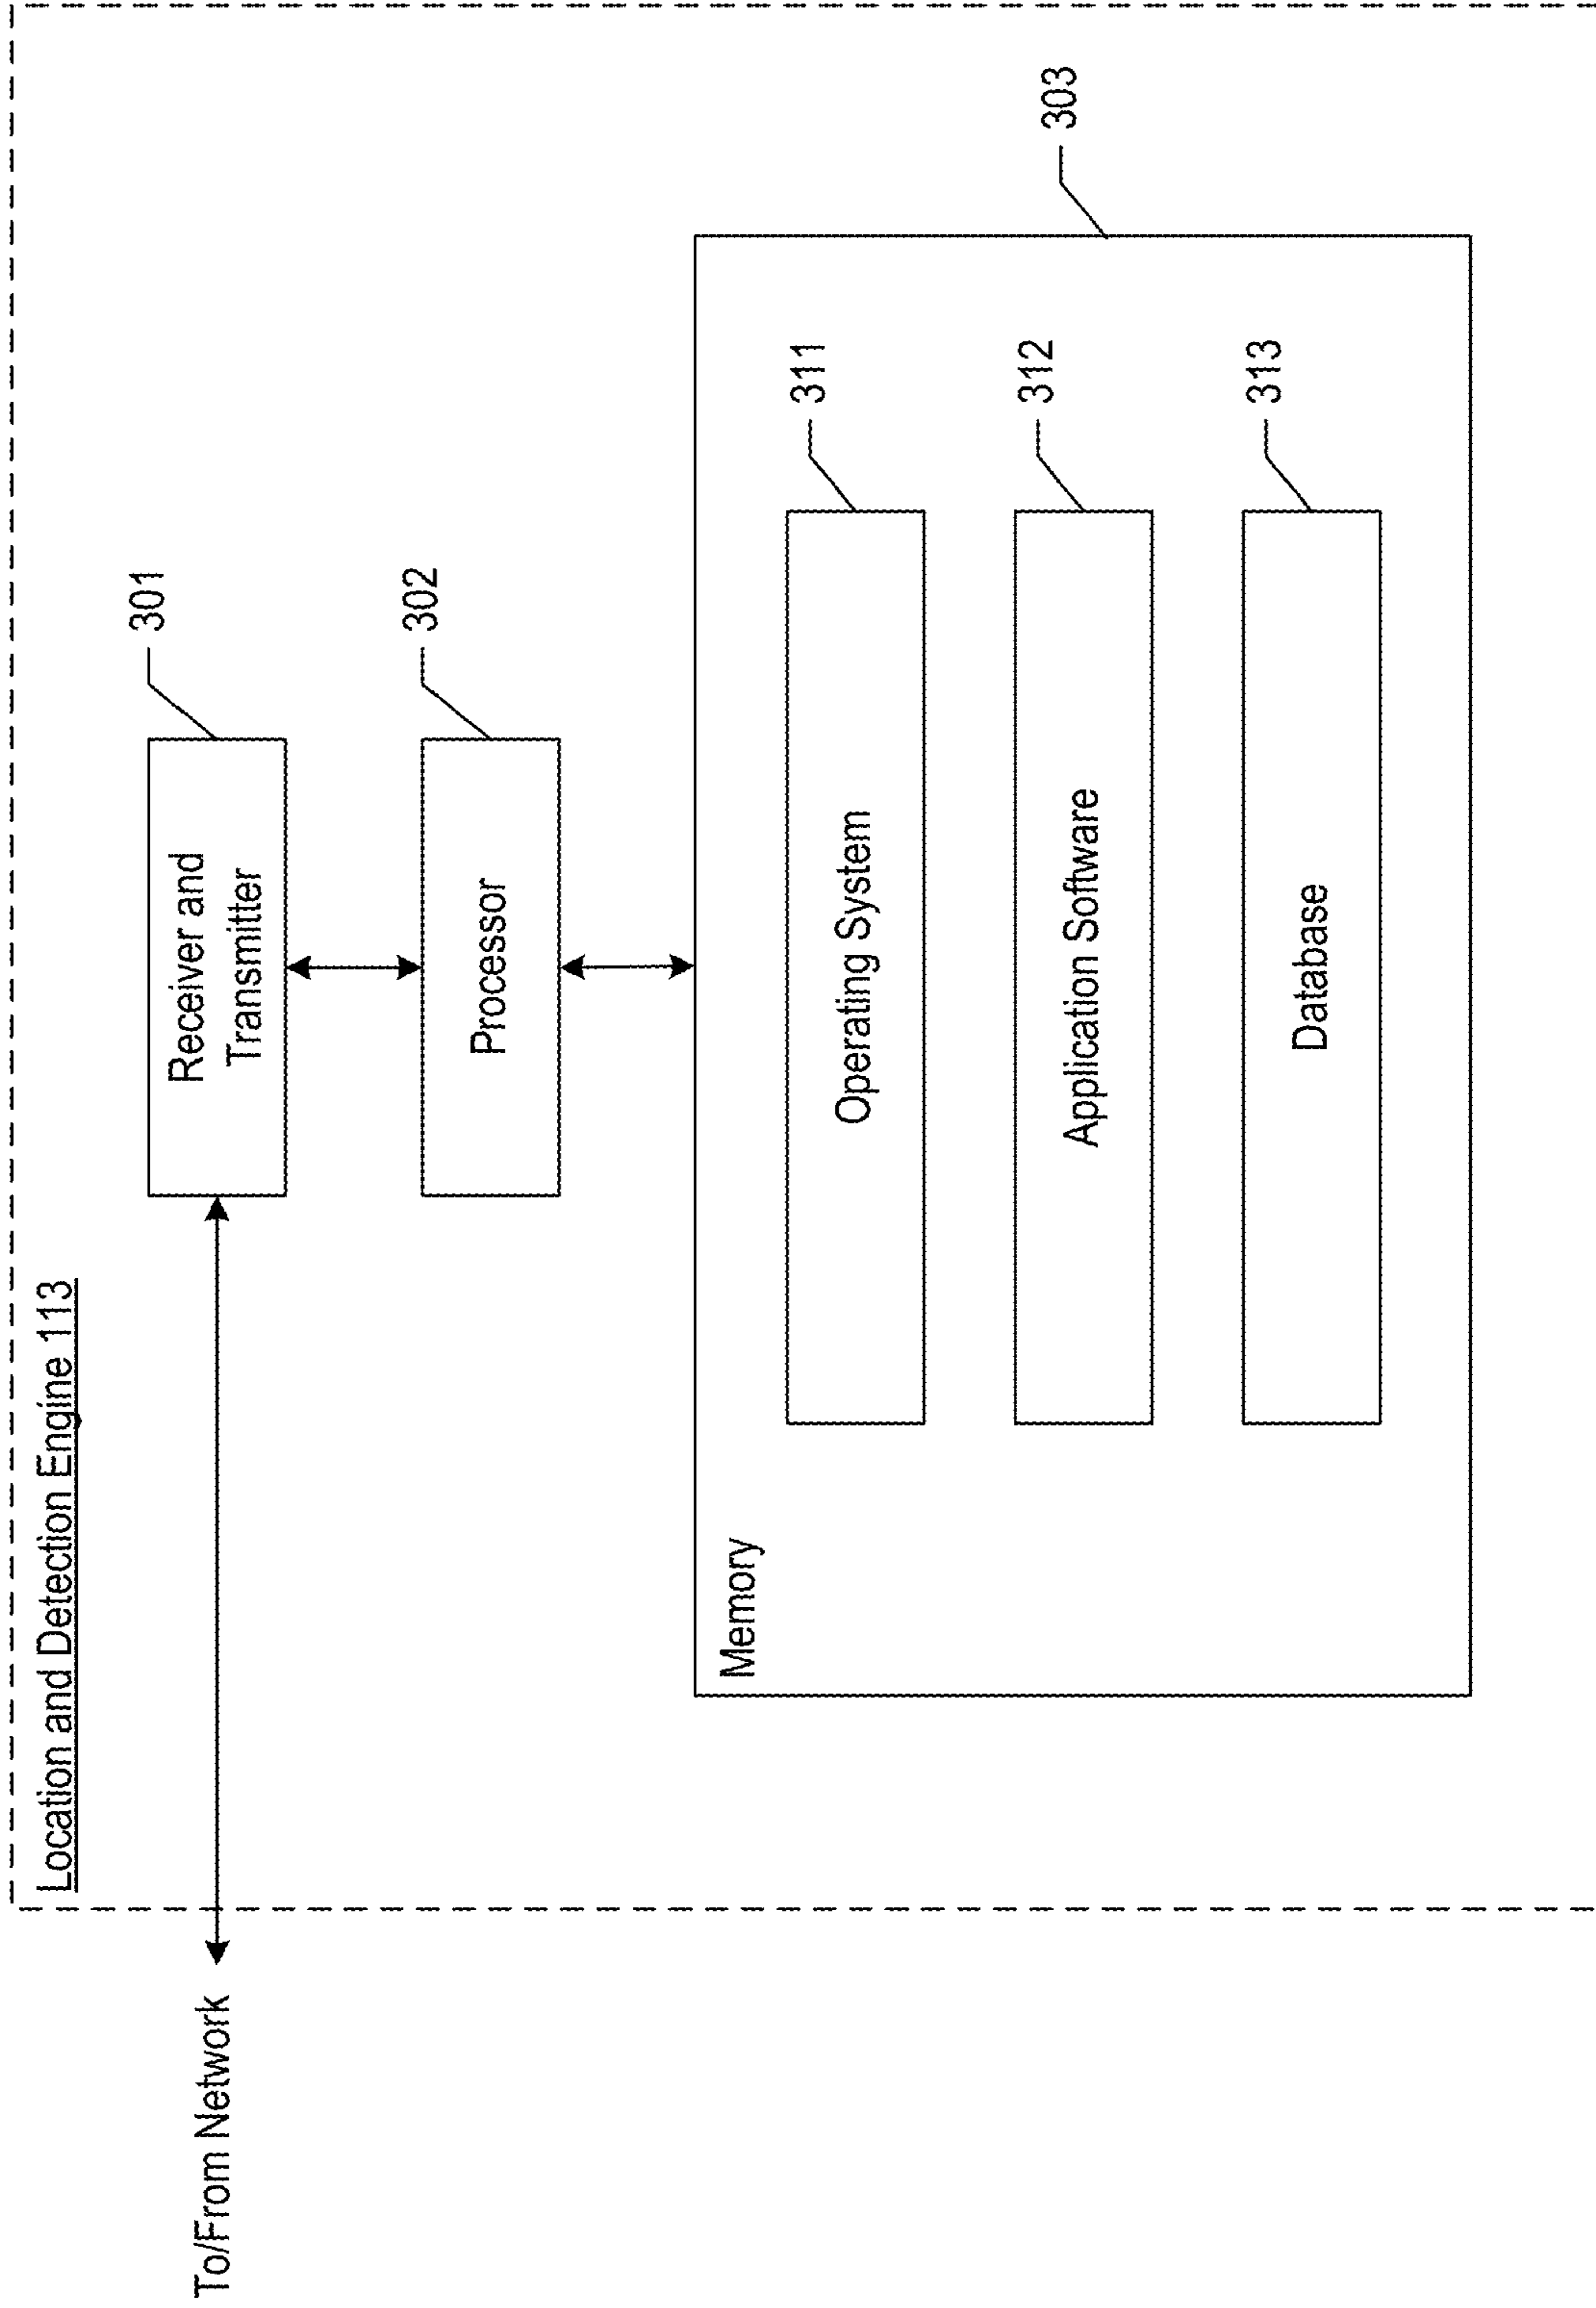 Location and Detection Engine 113
To/From Network
Receiver and
Transmitter
301
Processor
302
Memory
303
Operating System
311
Application Software
312
Database
313